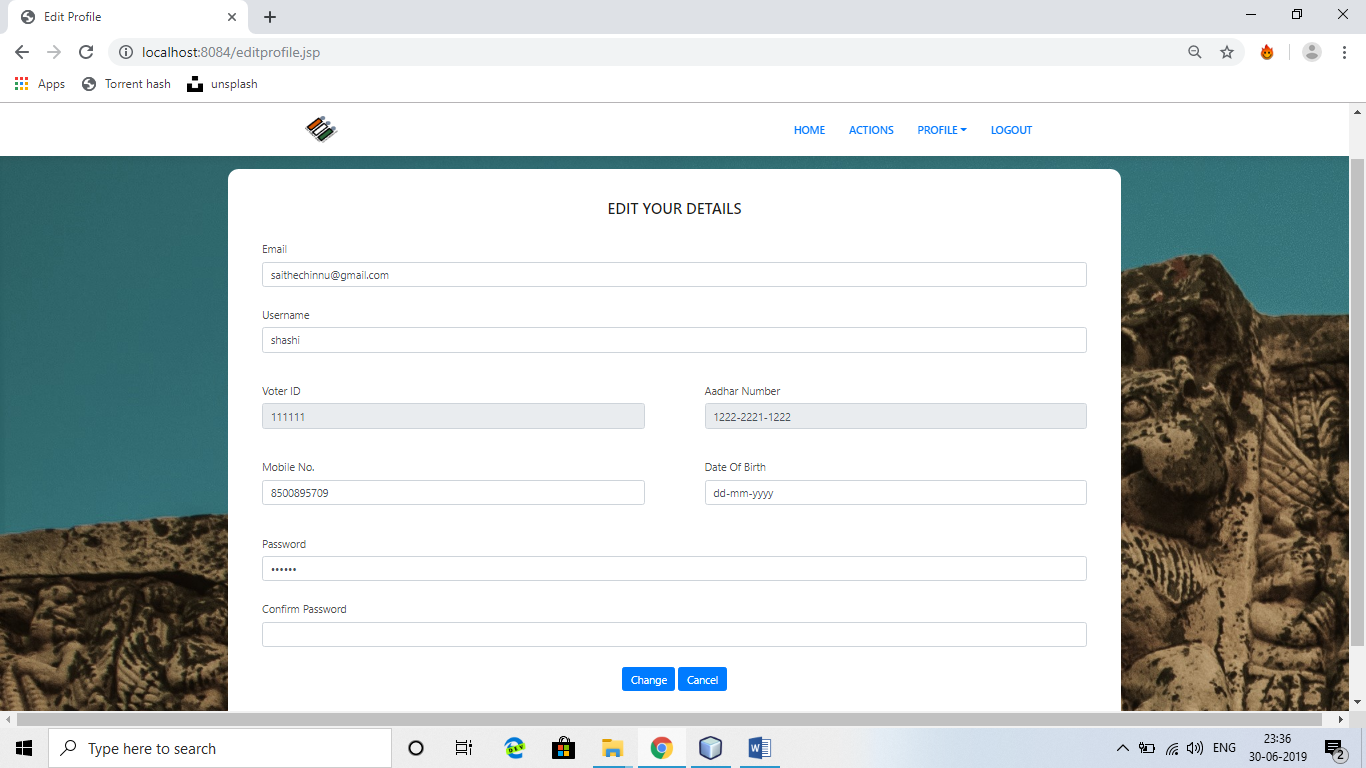 Edit Profile
localhost:8084/editprofile.jsp
Apps Torrent hash unsplash
HOME ACTIONS PROFILE LOGOUT
EDIT YOUR DETAILS
Email
saithechinnu@gmail.com
Username
shashi
Voter ID Aadhar Number
111111 1222-2221-1222
Mobile No. Date Of Birth
8500895709 dd-mm-yyyy
Password
••••••
Confirm Password
Change Cancel
Type here to search
DEV
ENG
23:36
30-06-2019
2